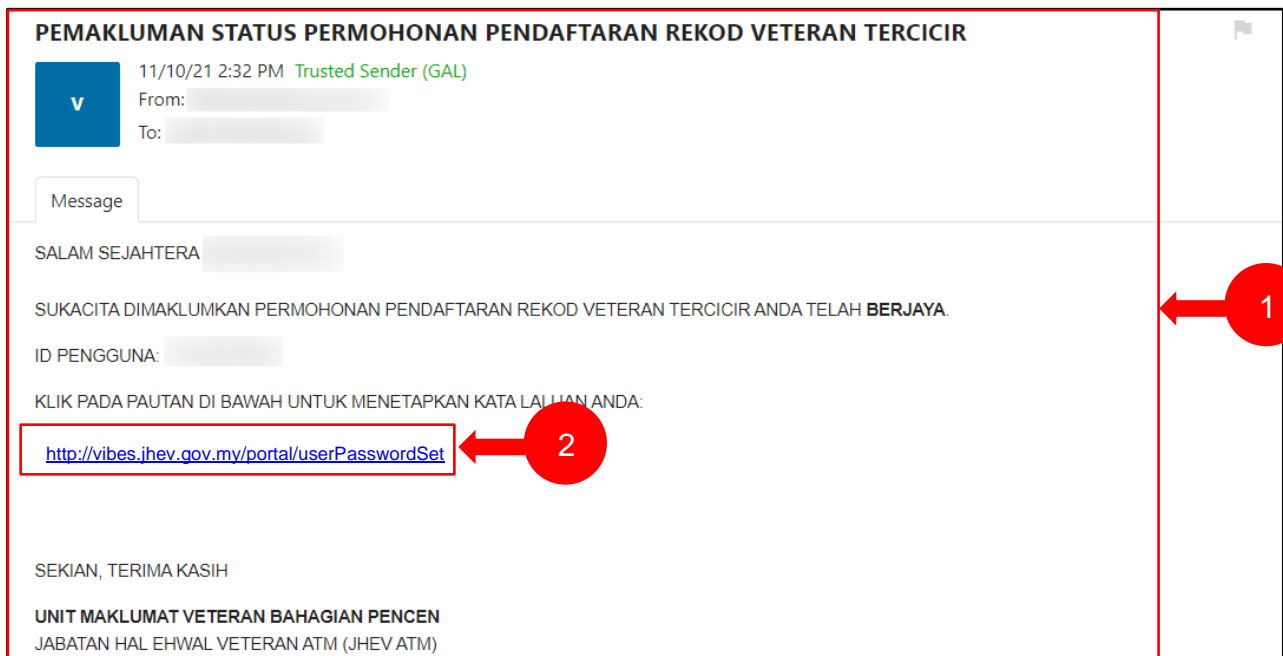 PEMAKLUMAN STATUS PERMOHONAN PENDAFTARAN REKOD VETERAN TERCICIR
11/10/21 2:32 PM Trusted Sender (GAL)
V
From:
To:
Message
SALAM SEJAHTERA
SUKACITA DIMAKLUMKAN PERMOHONAN PENDAFTARAN REKOD VETERAN TERCICIR ANDA TELAH BERJAYA.
1
ID PENGGUNA:
KLIK PADA PAUTAN DI BAWAH UNTUK MENETAPKAN KATA LALUAN ANDA:
http://vibes.jhev.gov.my/portal/userPasswordSet
2
SEKIAN, TERIMA KASIH
UNIT MAKLUMAT VETERAN BAHAGIAN PENCEN
JABATAN HAL EHWAL VETERAN ATM (JHEV ATM)